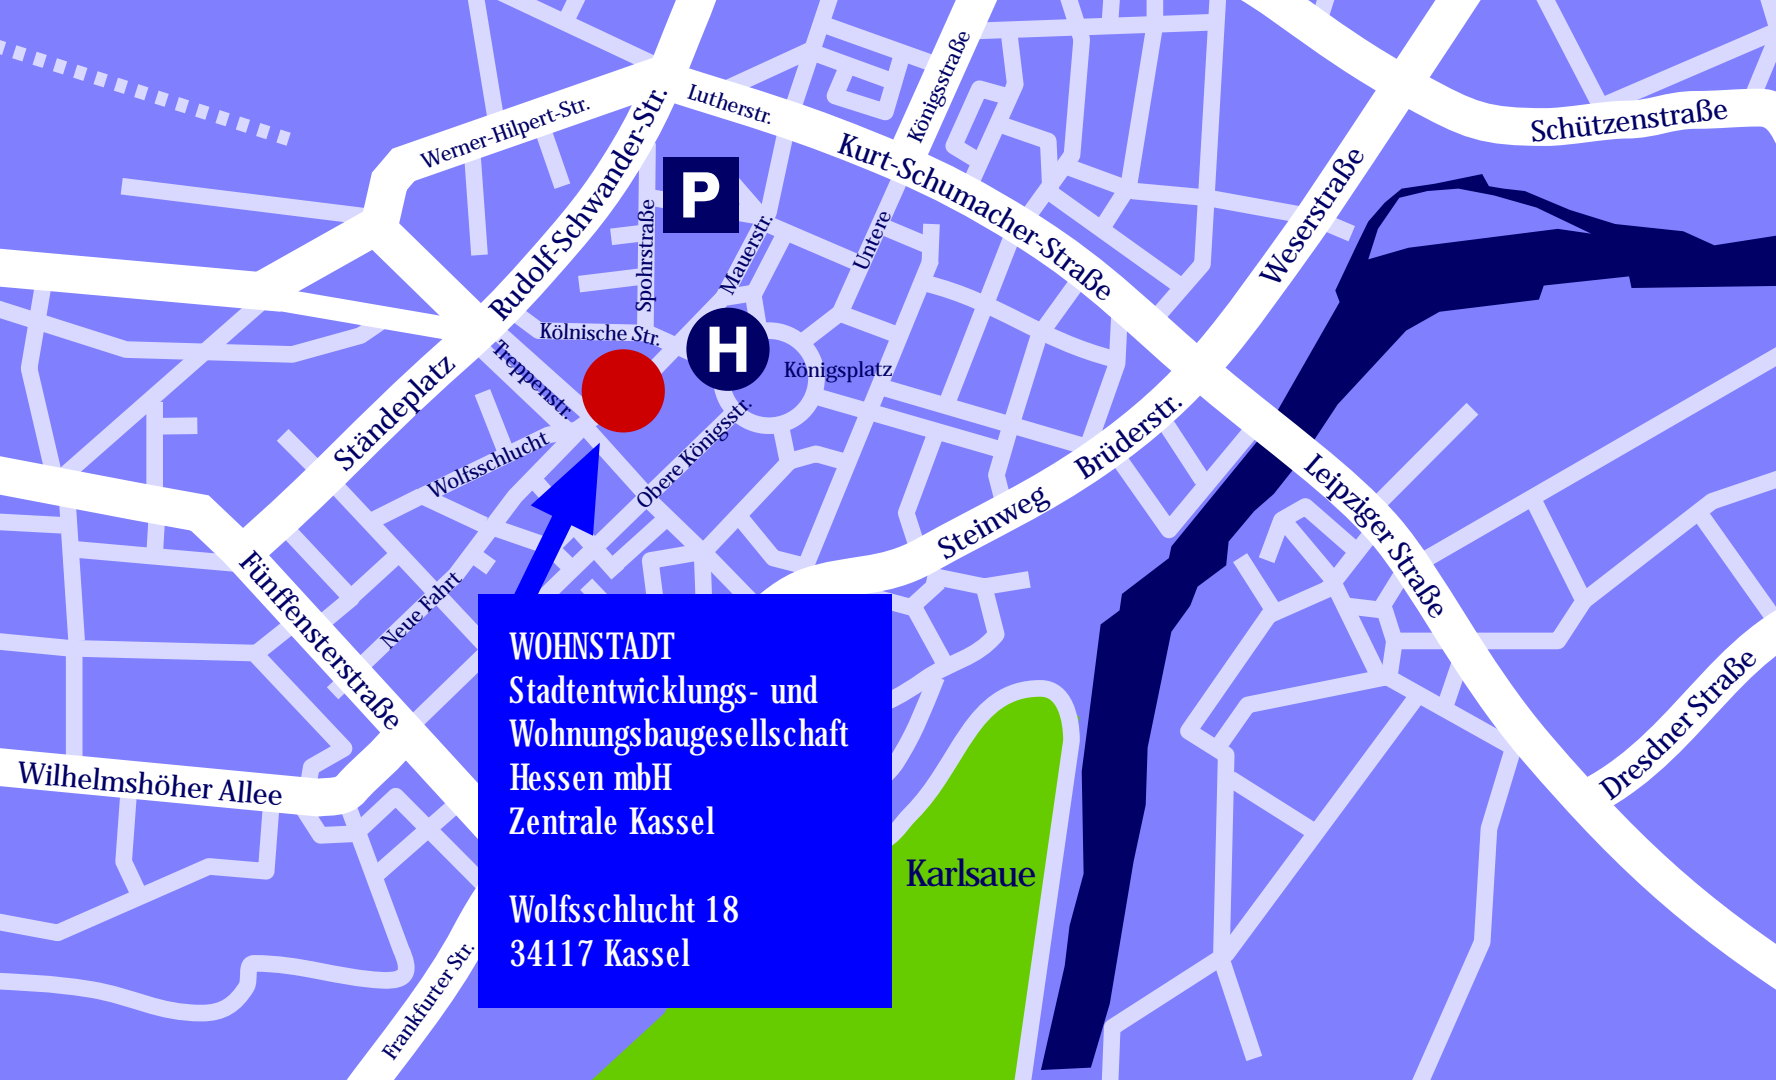 Königsstraße
Werner-Hilpert-Str.
Lutherstr.
Schützenstraße
Kurt-Schumacher-Straße
Rudolf-Schwander-Str.
P
Weserstraße
Spohrstraße
Mauerstr.
Untere
Kölnische Str.
H
Königsplatz
Treppenstr.
Ständeplatz
Wolfsschlucht
Obere Königsstr.
Brüderstr.
Steinweg
Leipziger Straße
Fünffensterstraße
Neue Fahrt
WOHNSTADT
Stadtentwicklungs- und
Wohnungsbaugesellschaft
Hessen mbH
Zentrale Kassel
Wolfsschlucht 18
34117 Kassel
Dresdner Straße
Wilhelmshöher Allee
Karlsaue
Frankfurter Str.